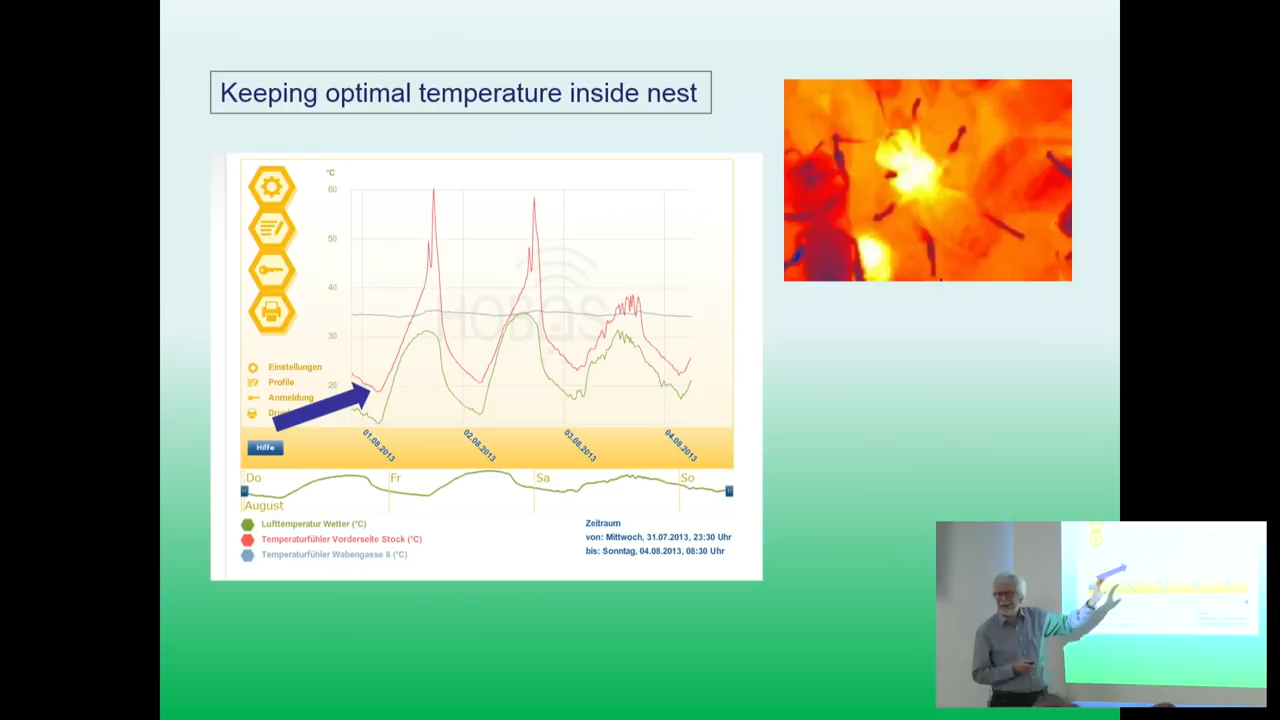 Keeping optimal temperature inside nest
°C
60
50
40
30
20
HOBOS
Einstellungen
Profile
Anmeldung
Hilfe
01.08.2013
02.08.2013
03.08.2013
04.08.2013
Do
Fr
Sa
So
August
Lufttemperatur Wetter (°C)
Temperaturfühler Vorderseite Stock (°C)
Temperaturfühler Wabengasse 6 (°C)
Zeitraum
von: Mittwoch, 31.07.2013, 23:30 Uhr
bis: Sonntag, 04.08.2013, 08:30 Uhr